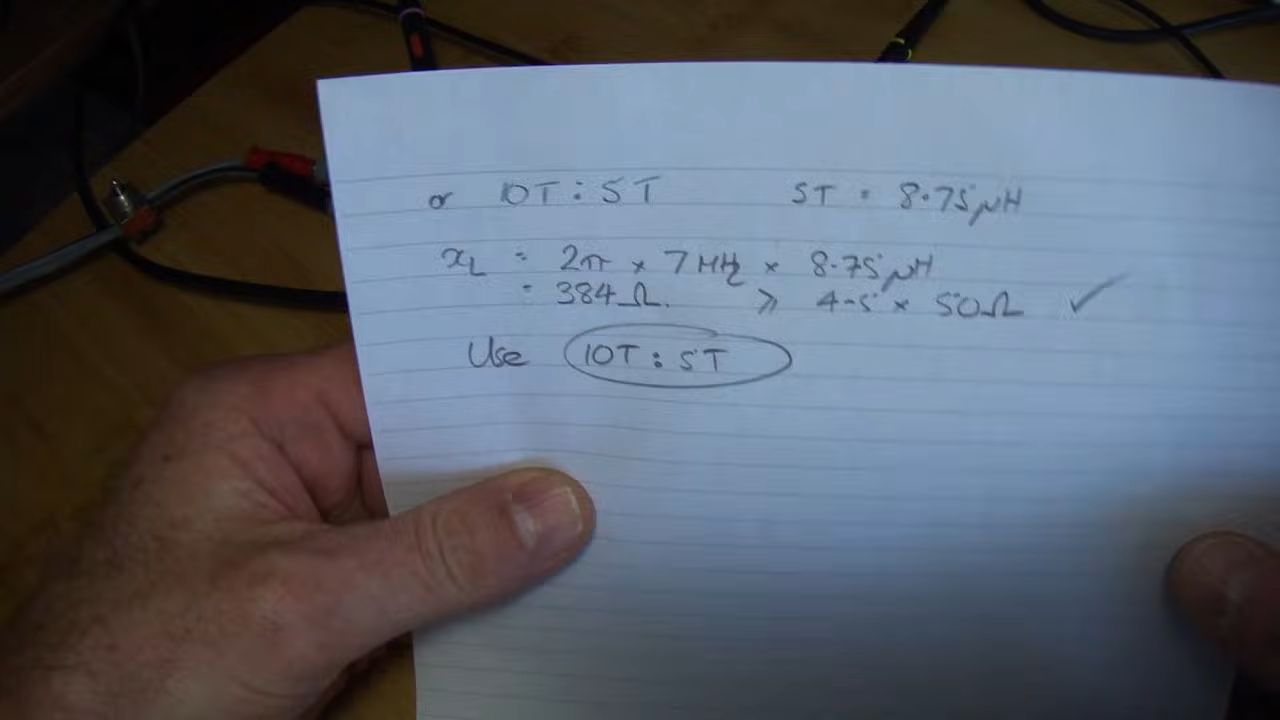 or 10T : 5T 5T = 8.75μH
xL = 2π × 7MHz × 8.75μH
= 384Ω. > 4-5 × 50Ω ✓
Use 10T : 5T